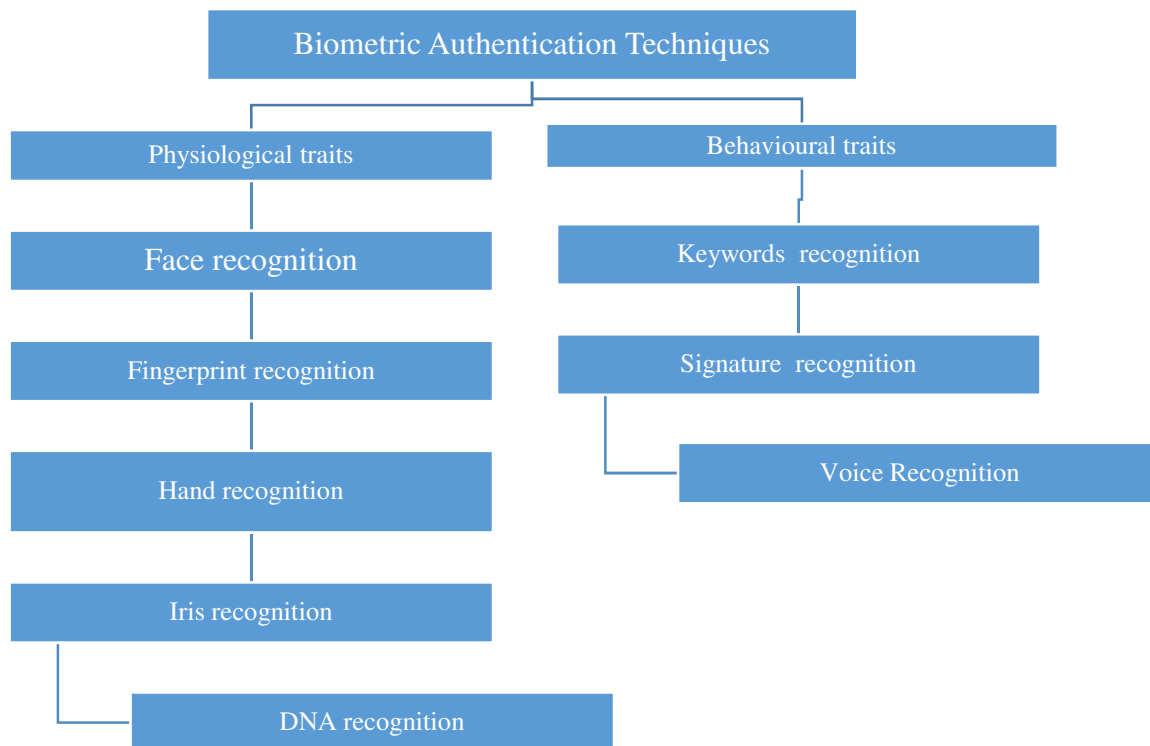 Biometric Authentication Techniques
Physiological traits
Behavioural traits
Face recognition
Keywords  recognition
Fingerprint recognition
Signature  recognition
Hand recognition
Voice Recognition
Iris recognition
DNA recognition